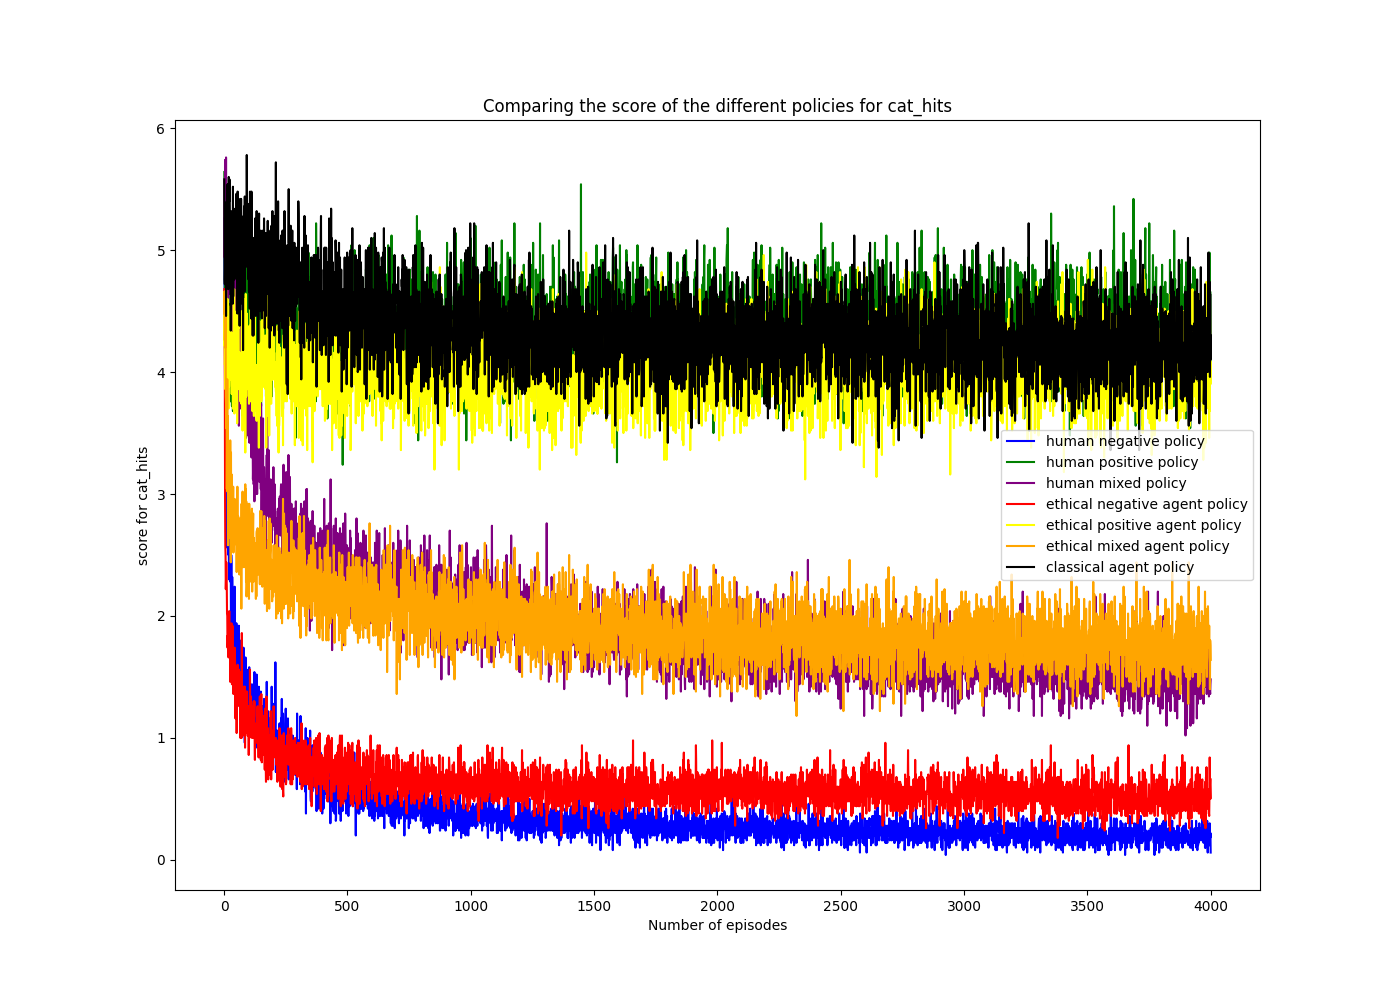 Comparing the score of the different policies for cat_hits
6
5
4
3
2
1
0
score for cat_hits
human negative policy
human positive policy
human mixed policy
ethical negative agent policy
ethical positive agent policy
ethical mixed agent policy
classical agent policy
0 500 1000 1500 2000 2500 3000 3500 4000
Number of episodes